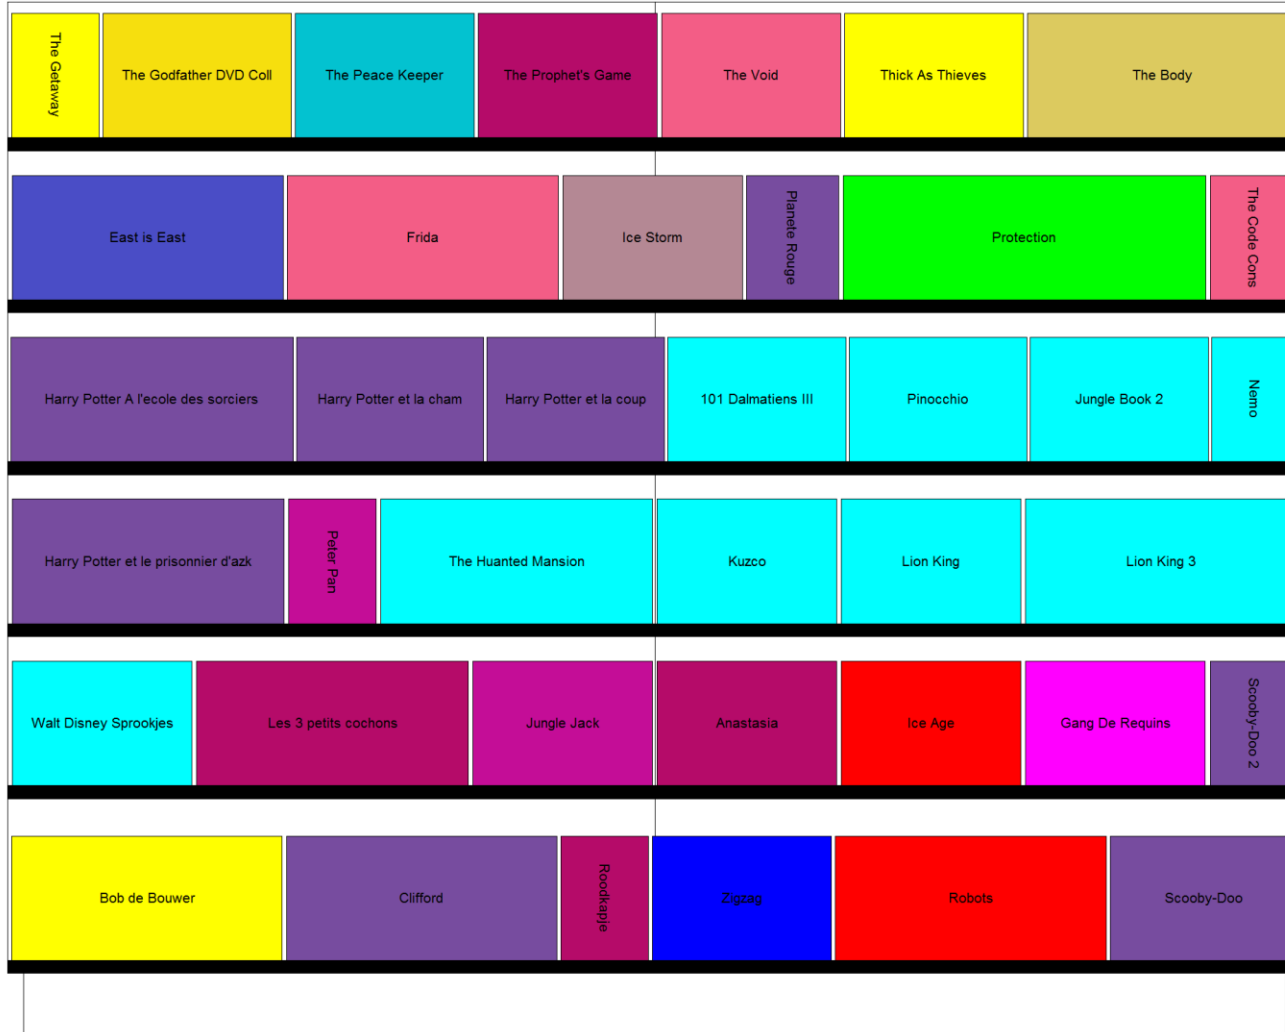 The Getaway
The Godfather DVD Coll
The Peace Keeper
The Prophet's Game
The Void
Thick As Thieves
The Body
East is East
Frida
Ice Storm
Planete Rouge
Protection
The Code Cons
Harry Potter A l'ecole des sorciers
Harry Potter et la cham
Harry Potter et la coup
101 Dalmatiens III
Pinocchio
Jungle Book 2
Nemo
Harry Potter et le prisonnier d'azk
Peter Pan
The Huanted Mansion
Kuzco
Lion King
Lion King 3
Walt Disney Sprookjes
Les 3 petits cochons
Jungle Jack
Anastasia
Ice Age
Gang De Requins
Scooby-Doo 2
Bob de Bouwer
Clifford
Roodkapje
Zigzag
Robots
Scooby-Doo